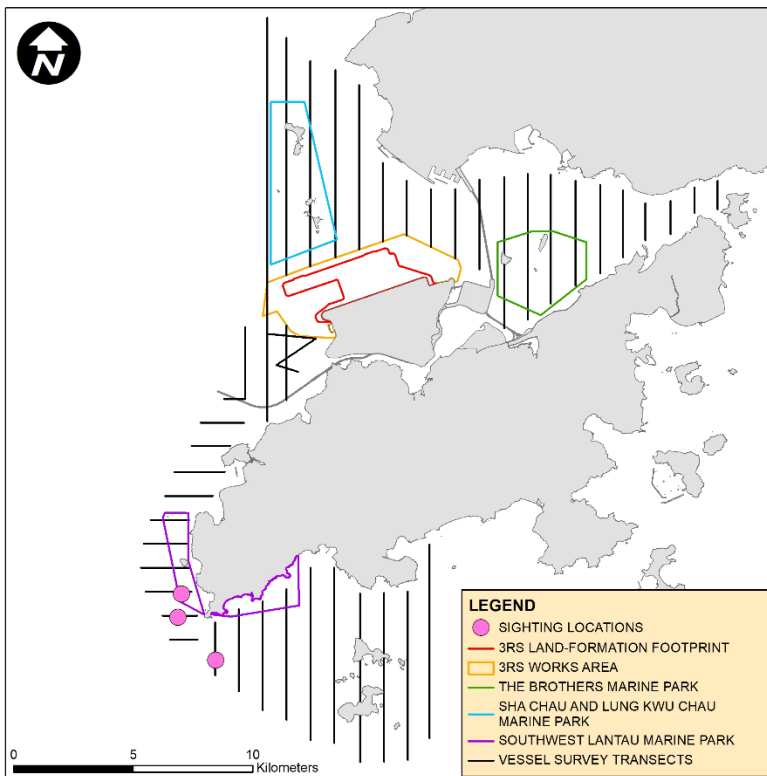 N
LEGEND
SIGHTING LOCATIONS
3RS LAND-FORMATION FOOTPRINT
3RS WORKS AREA
THE BROTHERS MARINE PARK
SHA CHAU AND LUNG KWU CHAU
MARINE PARK
SOUTHWEST LANTAU MARINE PARK
VESSEL SURVEY TRANSECTS
0 5 10
Kilometers